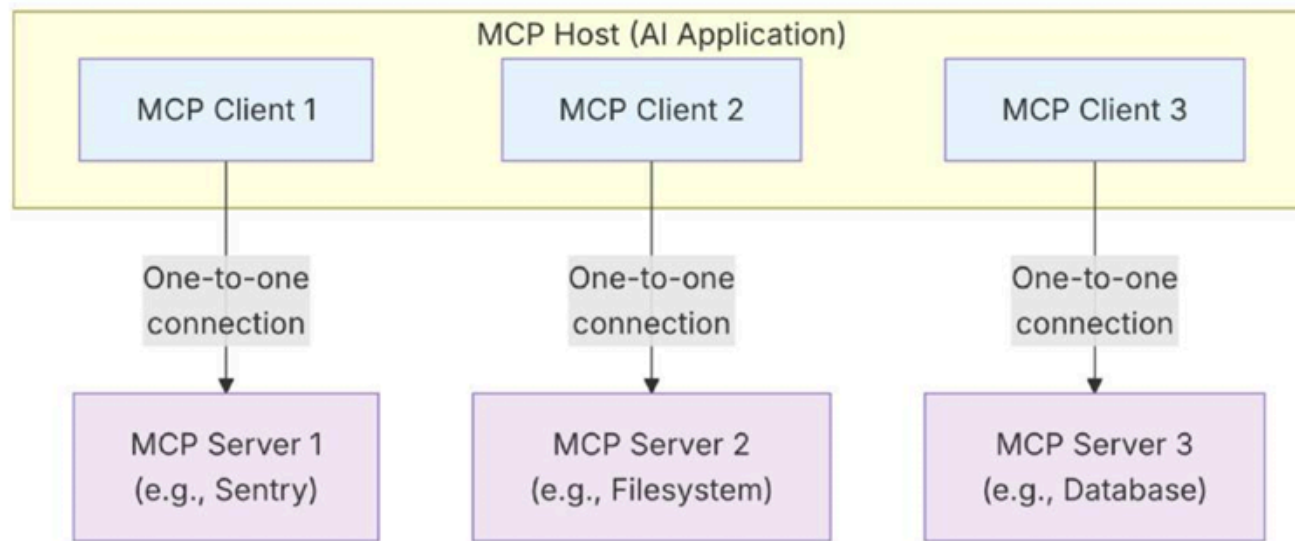 MCP Host (AI Application)
MCP Client 1
MCP Client 2
MCP Client 3
One-to-one
connection
One-to-one
connection
One-to-one
connection
MCP Server 1
(e.g., Sentry)
MCP Server 2
(e.g., Filesystem)
MCP Server 3
(e.g., Database)